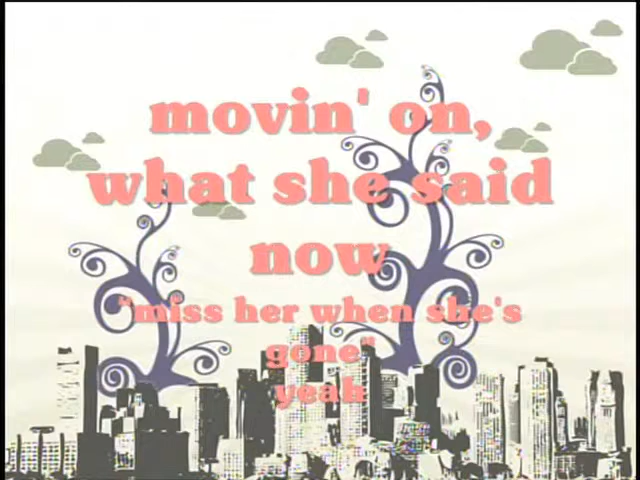 movin' on,
what she said
now
"miss her when she's
gone"
yeah